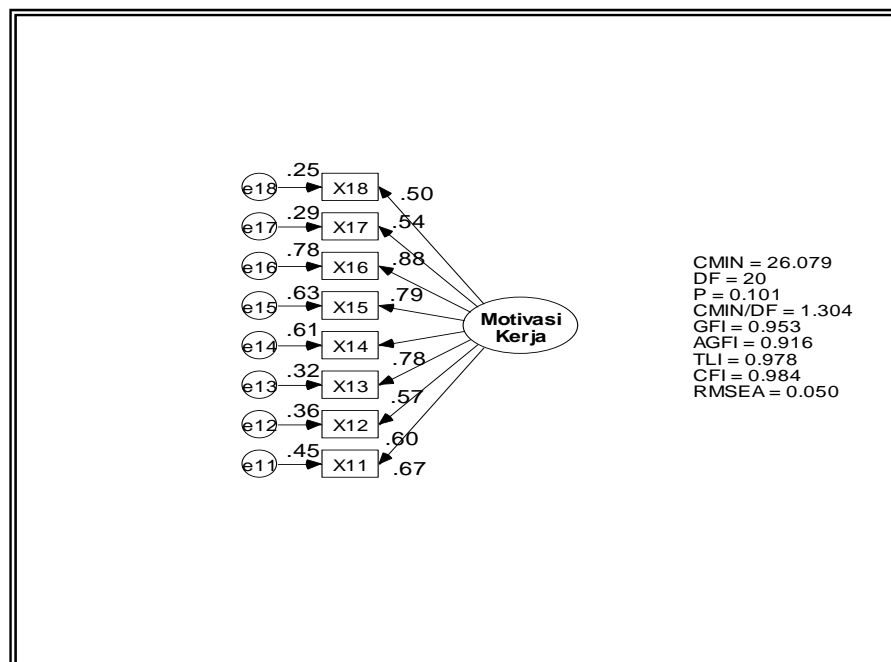 .25
e18 X18 .50
.29
e17 X17 .54
.78
e16 X16 .88
.63
e15 X15 .79
.61
e14 X14 .78
.32
e13 X13 .57
.36
e12 X12 .60
.45
e11 X11 .67
Motivasi
Kerja
CMIN = 26.079
DF = 20
P = 0.101
CMIN/DF = 1.304
GFI = 0.953
AGFI = 0.916
TLI = 0.978
CFI = 0.984
RMSEA = 0.050